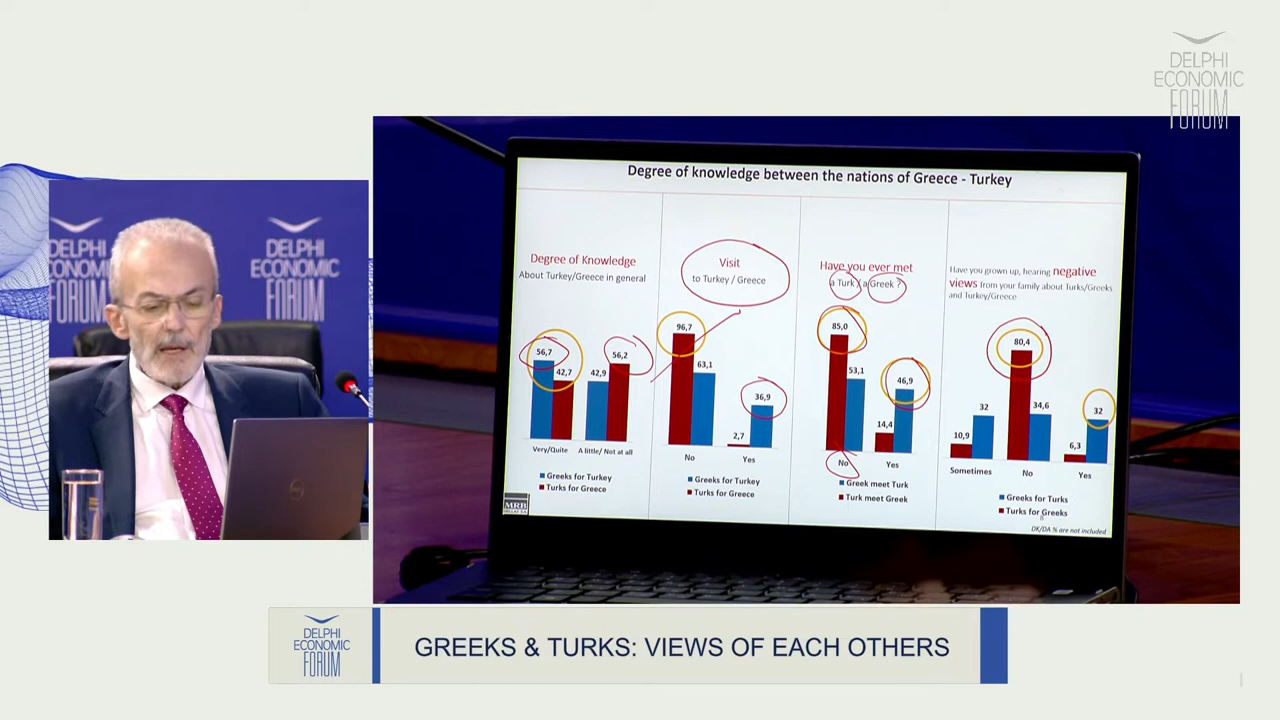 DELPHI
ECONOMIC
FORUM
DELPHI
ECONOMIC
FORUM
DELPHI
ECONOMIC
FORUM
Degree of knowledge between the nations of Greece - Turkey
Degree of Knowledge
About Turkey/Greece in general
56,7
42,7
42,9
56,2
Very/Quite
A little/ Not at all
Greeks for Turkey
Turks for Greece
MRB
Visit
to Turkey / Greece
96,7
63,1
2,7
36,9
No
Yes
Greeks for Turkey
Turks for Greece
Have you ever met
a Turk / a Greek ?
85,0
53,1
14,4
46,9
No
Yes
Greek meet Turk
Turk meet Greek
Have you grown up, hearing negative
views from your family about Turks/Greeks
and Turkey/Greece
10,9
32
80,4
34,6
6,3
32
Sometimes
No
Yes
Greeks for Turks
Turks for Greeks
DK/DA % are not included
DELPHI
ECONOMIC
FORUM
GREEKS & TURKS: VIEWS OF EACH OTHERS